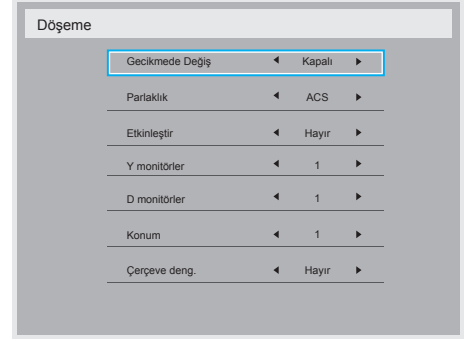 Döşeme
Gecikmede Değiş Kapalı
Parlaklık ACS
Etkinleştir Hayır
Y monitörler 1
D monitörler 1
Konum 1
Çerçeve deng. Hayır